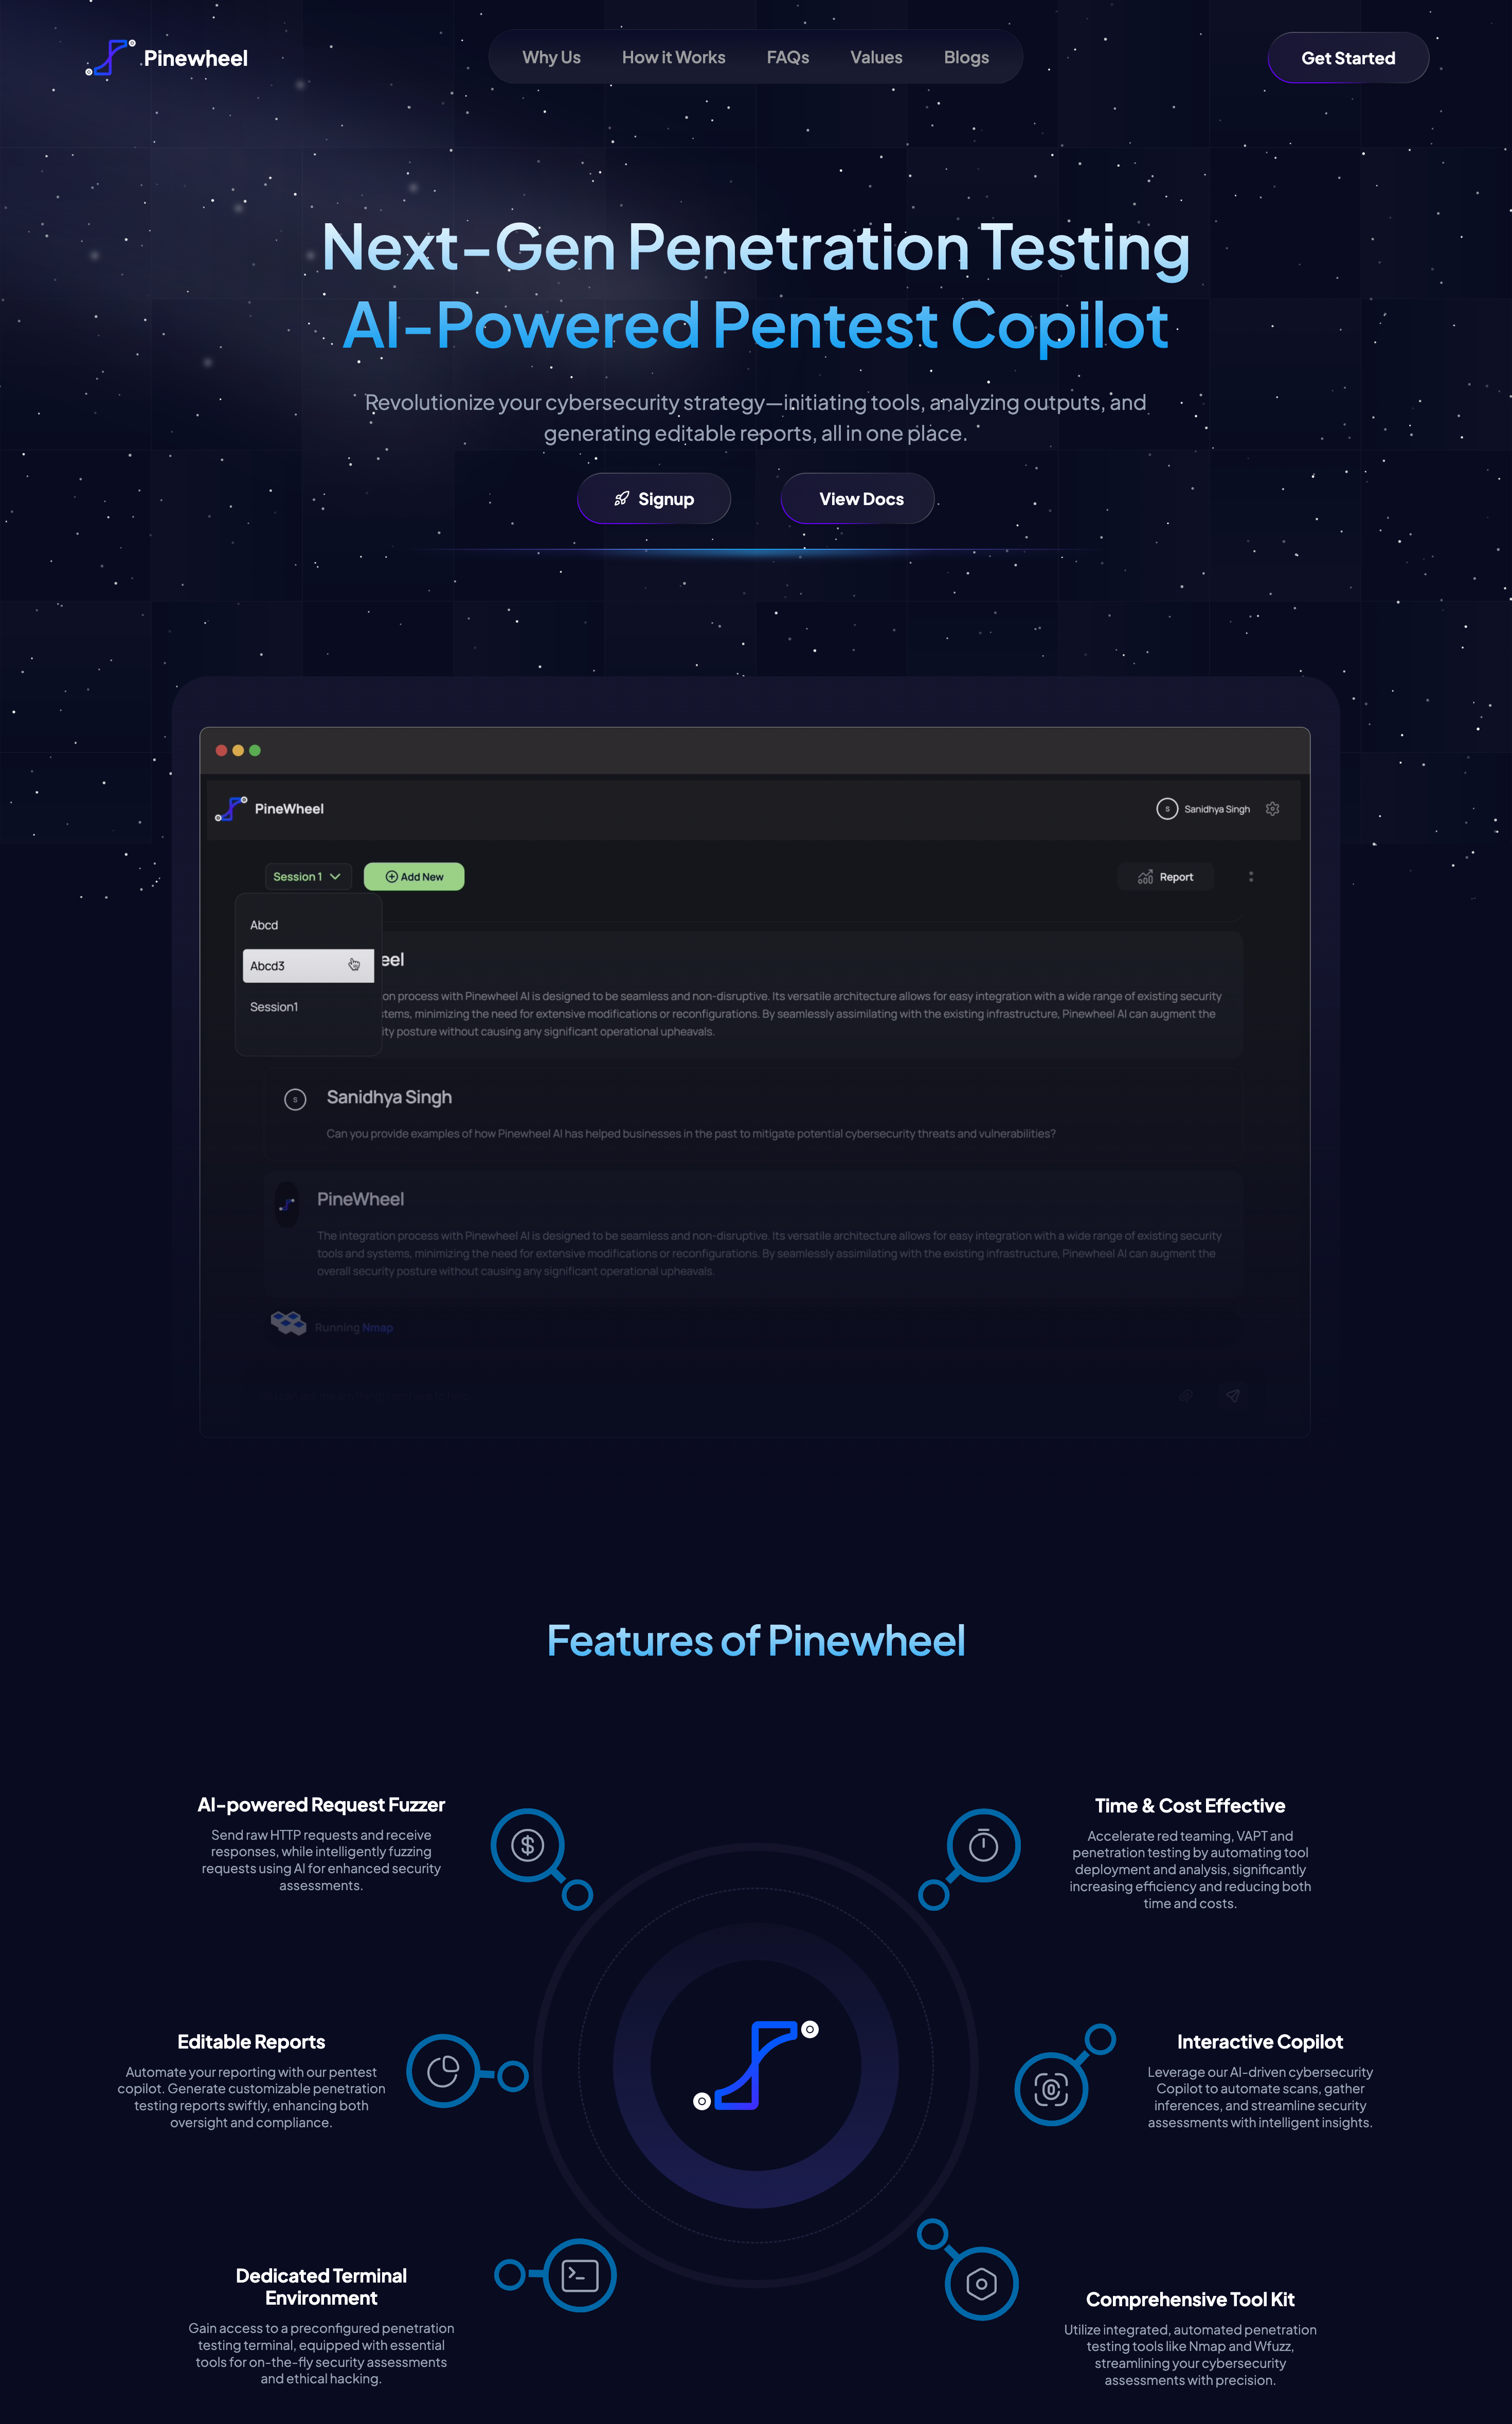 Pinewheel
Why Us
How it Works
FAQs
Values
Blogs
Get Started
Next-Gen Penetration Testing
AI-Powered Pentest Copilot
Revolutionize your cybersecurity strategy—initiating tools, analyzing outputs, and
generating editable reports, all in one place.
Signup
View Docs
PineWheel
S
Sanidhya Singh
Session 1
Add New
Report
Abcd
Abcd3
Session1
eel
on process with Pinewheel AI is designed to be seamless and non-disruptive. Its versatile architecture allows for easy integration with a wide range of existing security
stems, minimizing the need for extensive modifications or reconfigurations. By seamlessly assimilating with the existing infrastructure, Pinewheel AI can augment the
ity posture without causing any significant operational upheavals.
S
Sanidhya Singh
Can you provide examples of how Pinewheel AI has helped businesses in the past to mitigate potential cybersecurity threats and vulnerabilities?
PineWheel
The integration process with Pinewheel AI is designed to be seamless and non-disruptive. Its versatile architecture allows for easy integration with a wide range of existing security
tools and systems, minimizing the need for extensive modifications or reconfigurations. By seamlessly assimilating with the existing infrastructure, Pinewheel AI can augment the
overall security posture without causing any significant operational upheavals.
Running Nmap
Features of Pinewheel
AI-powered Request Fuzzer
Send raw HTTP requests and receive
responses, while intelligently fuzzing
requests using AI for enhanced security
assessments.
Time & Cost Effective
Accelerate red teaming, VAPT and
penetration testing by automating tool
deployment and analysis, significantly
increasing efficiency and reducing both
time and costs.
Editable Reports
Automate your reporting with our pentest
copilot. Generate customizable penetration
testing reports swiftly, enhancing both
oversight and compliance.
Interactive Copilot
Leverage our AI-driven cybersecurity
Copilot to automate scans, gather
inferences, and streamline security
assessments with intelligent insights.
Dedicated Terminal
Environment
Gain access to a preconfigured penetration
testing terminal, equipped with essential
tools for on-the-fly security assessments
and ethical hacking.
Comprehensive Tool Kit
Utilize integrated, automated penetration
testing tools like Nmap and Wfuzz,
streamlining your cybersecurity
assessments with precision.